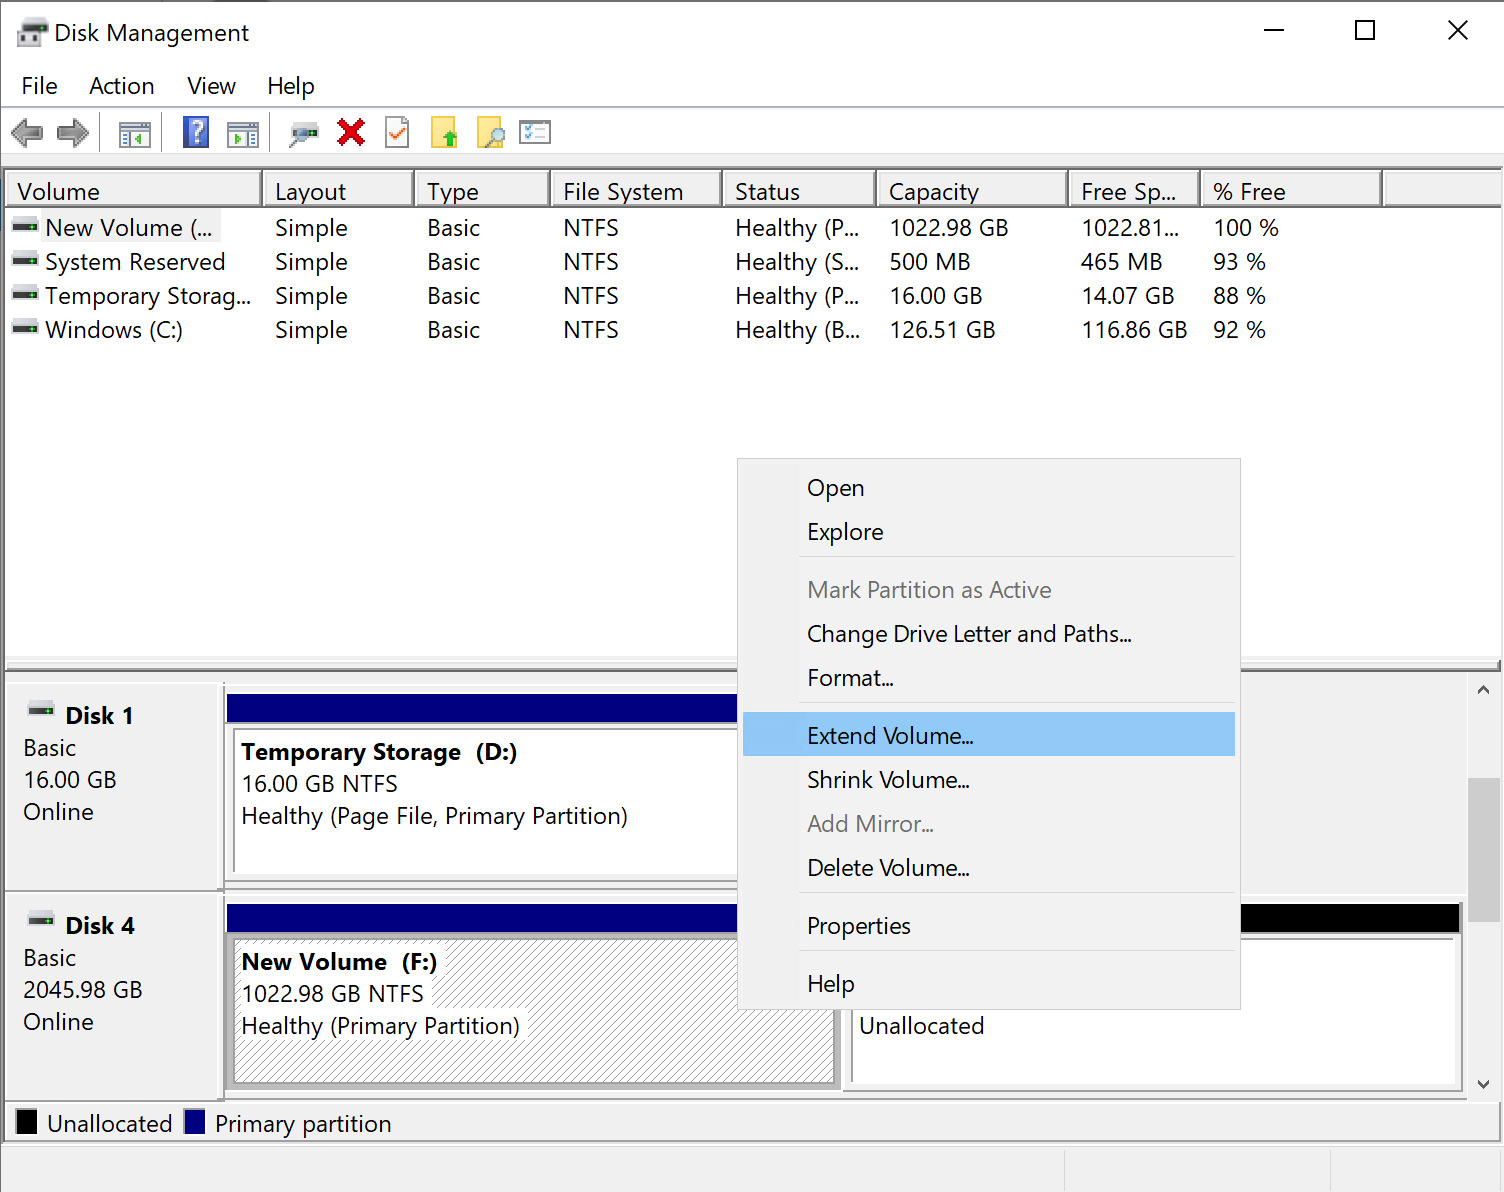 Disk Management
File Action View Help
Volume Layout Type File System Status Capacity Free Sp... % Free
New Volume (... Simple Basic NTFS Healthy (P... 1022.98 GB 1022.81... 100 %
System Reserved Simple Basic NTFS Healthy (S... 500 MB 465 MB 93 %
Temporary Storag... Simple Basic NTFS Healthy (P... 16.00 GB 14.07 GB 88 %
Windows (C:) Simple Basic NTFS Healthy (B... 126.51 GB 116.86 GB 92 %
Open
Explore
Mark Partition as Active
Change Drive Letter and Paths...
Format...
Extend Volume...
Shrink Volume...
Add Mirror...
Delete Volume...
Properties
Help
Disk 1
Basic
16.00 GB
Online
Temporary Storage (D:)
16.00 GB NTFS
Healthy (Page File, Primary Partition)
Disk 4
Basic
2045.98 GB
Online
New Volume (F:)
1022.98 GB NTFS
Healthy (Primary Partition)
Unallocated
Unallocated Primary partition